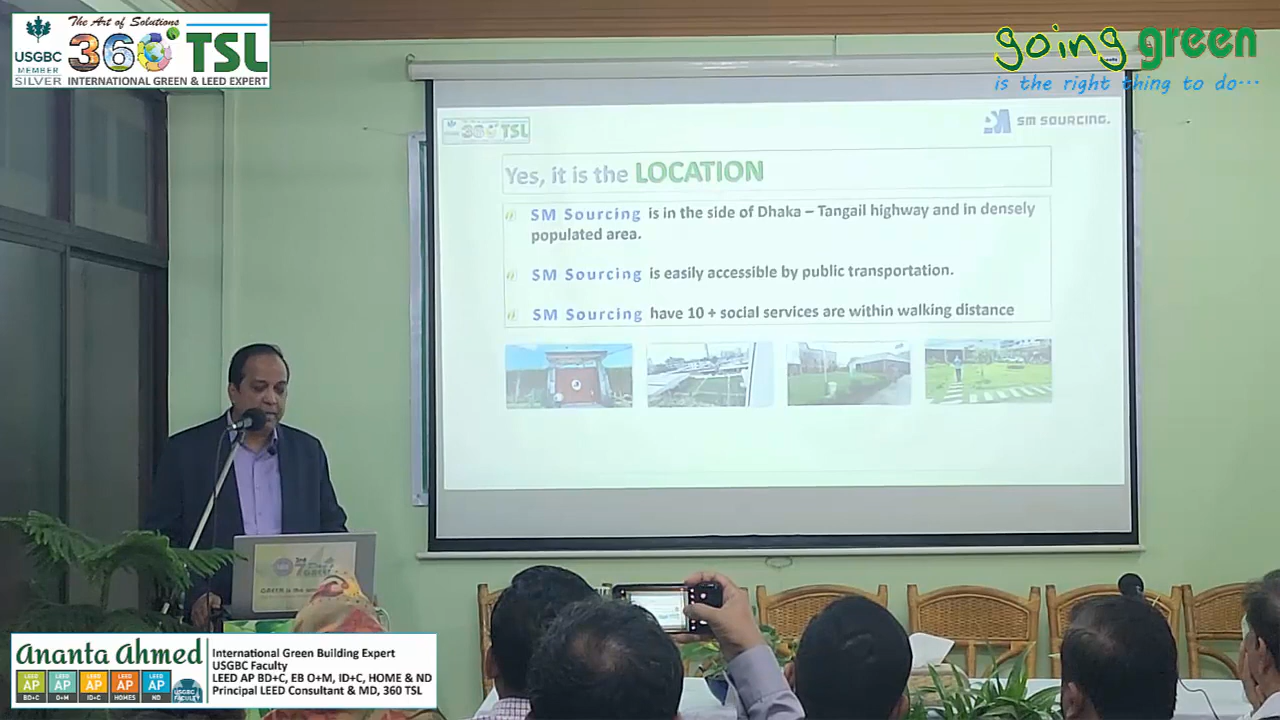 The Art of Solutions
USGBC
MEMBER
SILVER
360° TSL
INTERNATIONAL GREEN & LEED EXPERT
going green
is the right thing to do...
360 TSL
SM SOURCING.
Yes, it is the LOCATION
SM Sourcing is in the side of Dhaka – Tangail highway and in densely
populated area.
SM Sourcing is easily accessible by public transportation.
SM Sourcing have 10 + social services are within walking distance
Ananta Ahmed
LEED AP BD+C
LEED AP O+M
LEED AP ID+C
LEED AP HOMES
LEED AP ND
USGBC FACULTY
International Green Building Expert
USGBC Faculty
LEED AP BD+C, EB O+M, ID+C, HOME & ND
Principal LEED Consultant & MD, 360 TSL